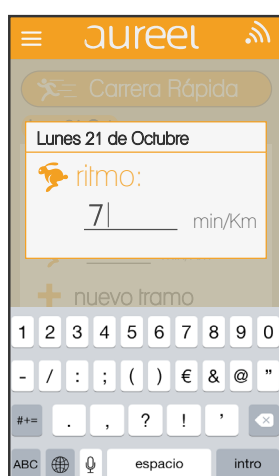 aureel
Carrera Rápida
Lunes 21 de Octubre
ritmo:
7 min/Km
nuevo tramo
1 2 3 4 5 6 7 8 9 0
- / : ; ( ) € & @ "
#+= . , ? ! '
ABC espacio intro